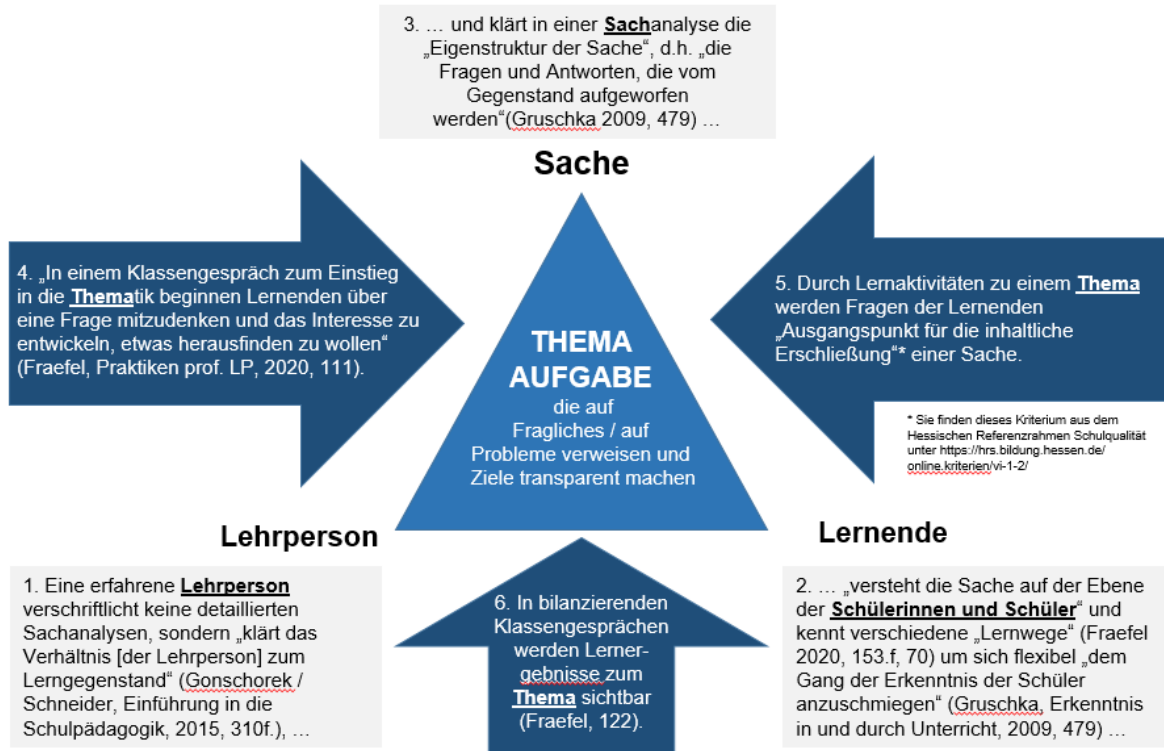 3. … und klärt in einer Sachanalyse die
„Eigenstruktur der Sache“, d.h. „die
Fragen und Antworten, die vom
Gegenstand aufgeworfen
werden“(Gruschka 2009, 479) …
Sache
4. „In einem Klassengespräch zum Einstieg
in die Thematik beginnen Lernenden über
eine Frage mitzudenken und das Interesse zu
entwickeln, etwas herausfinden zu wollen“
(Fraefel, Praktiken prof. LP, 2020, 111).
THEMA
AUFGABE
die auf
Fragliches / auf
Probleme verweisen und
Ziele transparent machen
5. Durch Lernaktivitäten zu einem Thema
werden Fragen der Lernenden
„Ausgangspunkt für die inhaltliche
Erschließung“* einer Sache.
* Sie finden dieses Kriterium aus dem
Hessischen Referenzrahmen Schulqualität
unter https://hrs.bildung.hessen.de/
online.kriterien/vi-1-2/
Lehrperson
Lernende
1. Eine erfahrene Lehrperson
verschriftlicht keine detaillierten
Sachanalysen, sondern „klärt das
Verhältnis [der Lehrperson] zum
Lerngegenstand“ (Gonschorek /
Schneider, Einführung in die
Schulpädagogik, 2015, 310f.), …
6. In bilanzierenden
Klassengesprächen
werden Lerner-
gebnisse zum
Thema sichtbar
(Fraefel, 122).
2. … „versteht die Sache auf der Ebene
der Schülerinnen und Schüler“ und
kennt verschiedene „Lernwege“ (Fraefel
2020, 153.f, 70) um sich flexibel „dem
Gang der Erkenntnis der Schüler
anzuschmiegen“ (Gruschka, Erkenntnis
in und durch Unterricht, 2009, 479) …